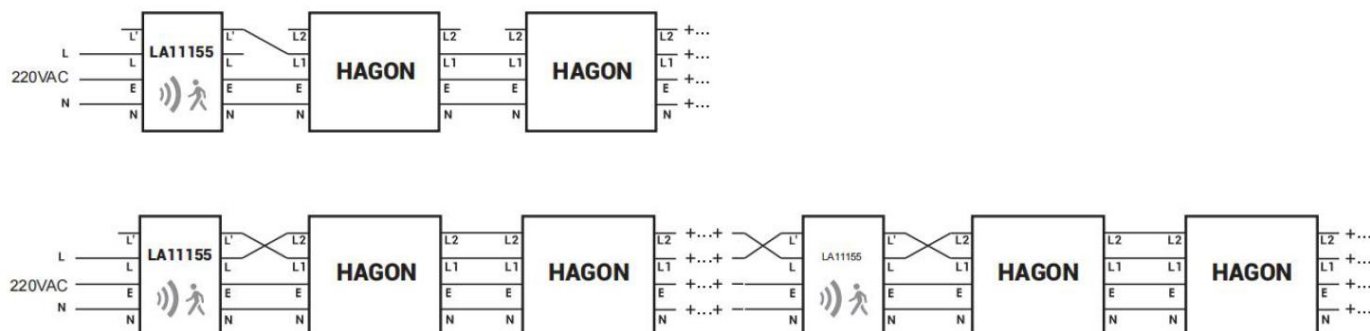 L' L' L2 L2 L2 L2 +...
L LA11155 HAGON HAGON
L L L1 L1 L1 L1 +...
220VAC E E E E E E +...
N N N N N N N +...
L' L' L2 L2 L2 L2 +...+ L' L' L2 L2 L2 L2 +...
L LA11155 HAGON HAGON LA11155 HAGON HAGON
L L L1 L1 L1 L1 +...+ L L L1 L1 L1 L1 +...
220VAC E E E E E E +...+ E E E E E E +...
N N N N N N N +...+ N N N N N N +...